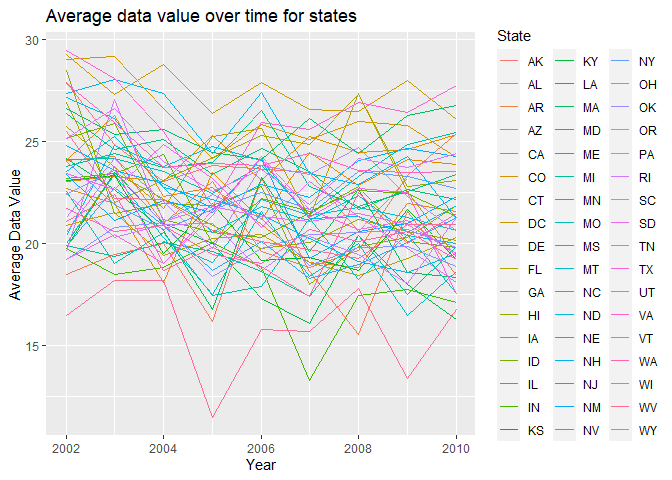 Average data value over time for states
State
30
25
20
15
Average Data Value
2002
2004
2006
2008
2010
Year
AK
AL
AR
AZ
CA
CO
CT
DC
DE
FL
GA
HI
IA
ID
IL
IN
KS
KY
LA
MA
MD
ME
MI
MN
MO
MS
MT
NC
ND
NE
NH
NJ
NM
NV
NY
OH
OK
OR
PA
RI
SC
SD
TN
TX
UT
VA
VT
WA
WI
WV
WY